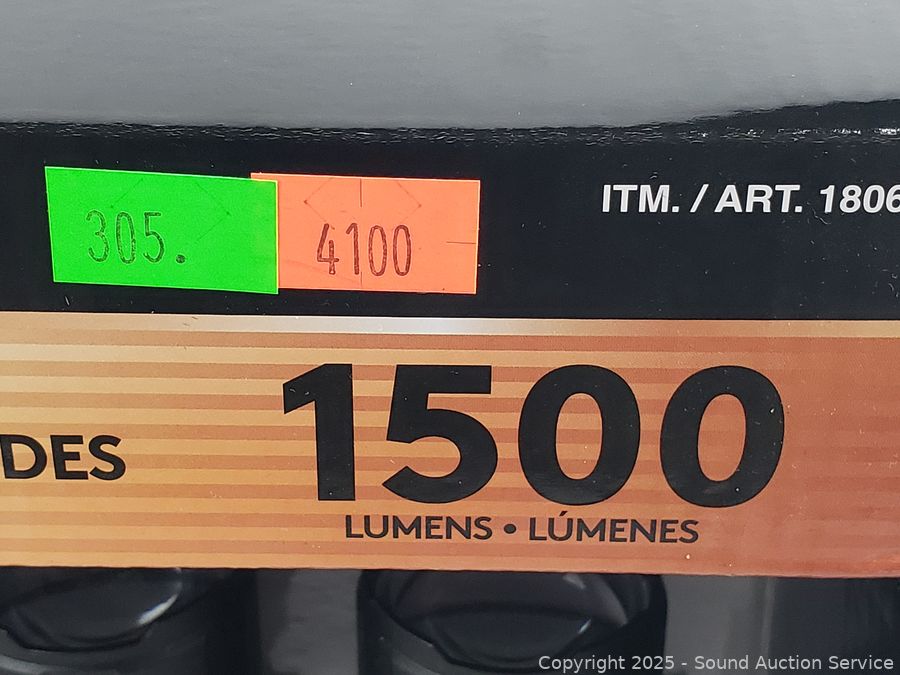 305.
4100
ITM. / ART. 1806
DES
1500
LUMENS • LÚMENES
Copyright 2025 - Sound Auction Service